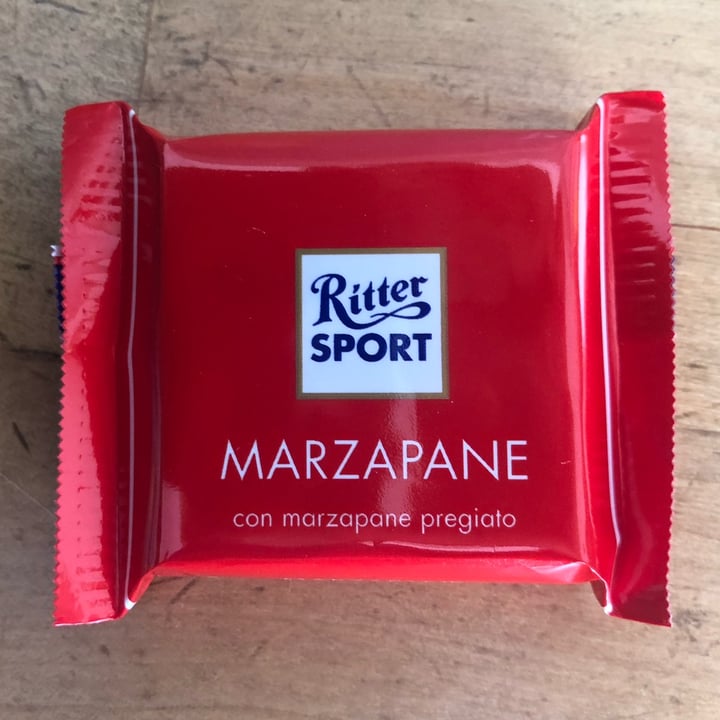 Ritter
SPORT
MARZAPANE
con marzapane pregiato